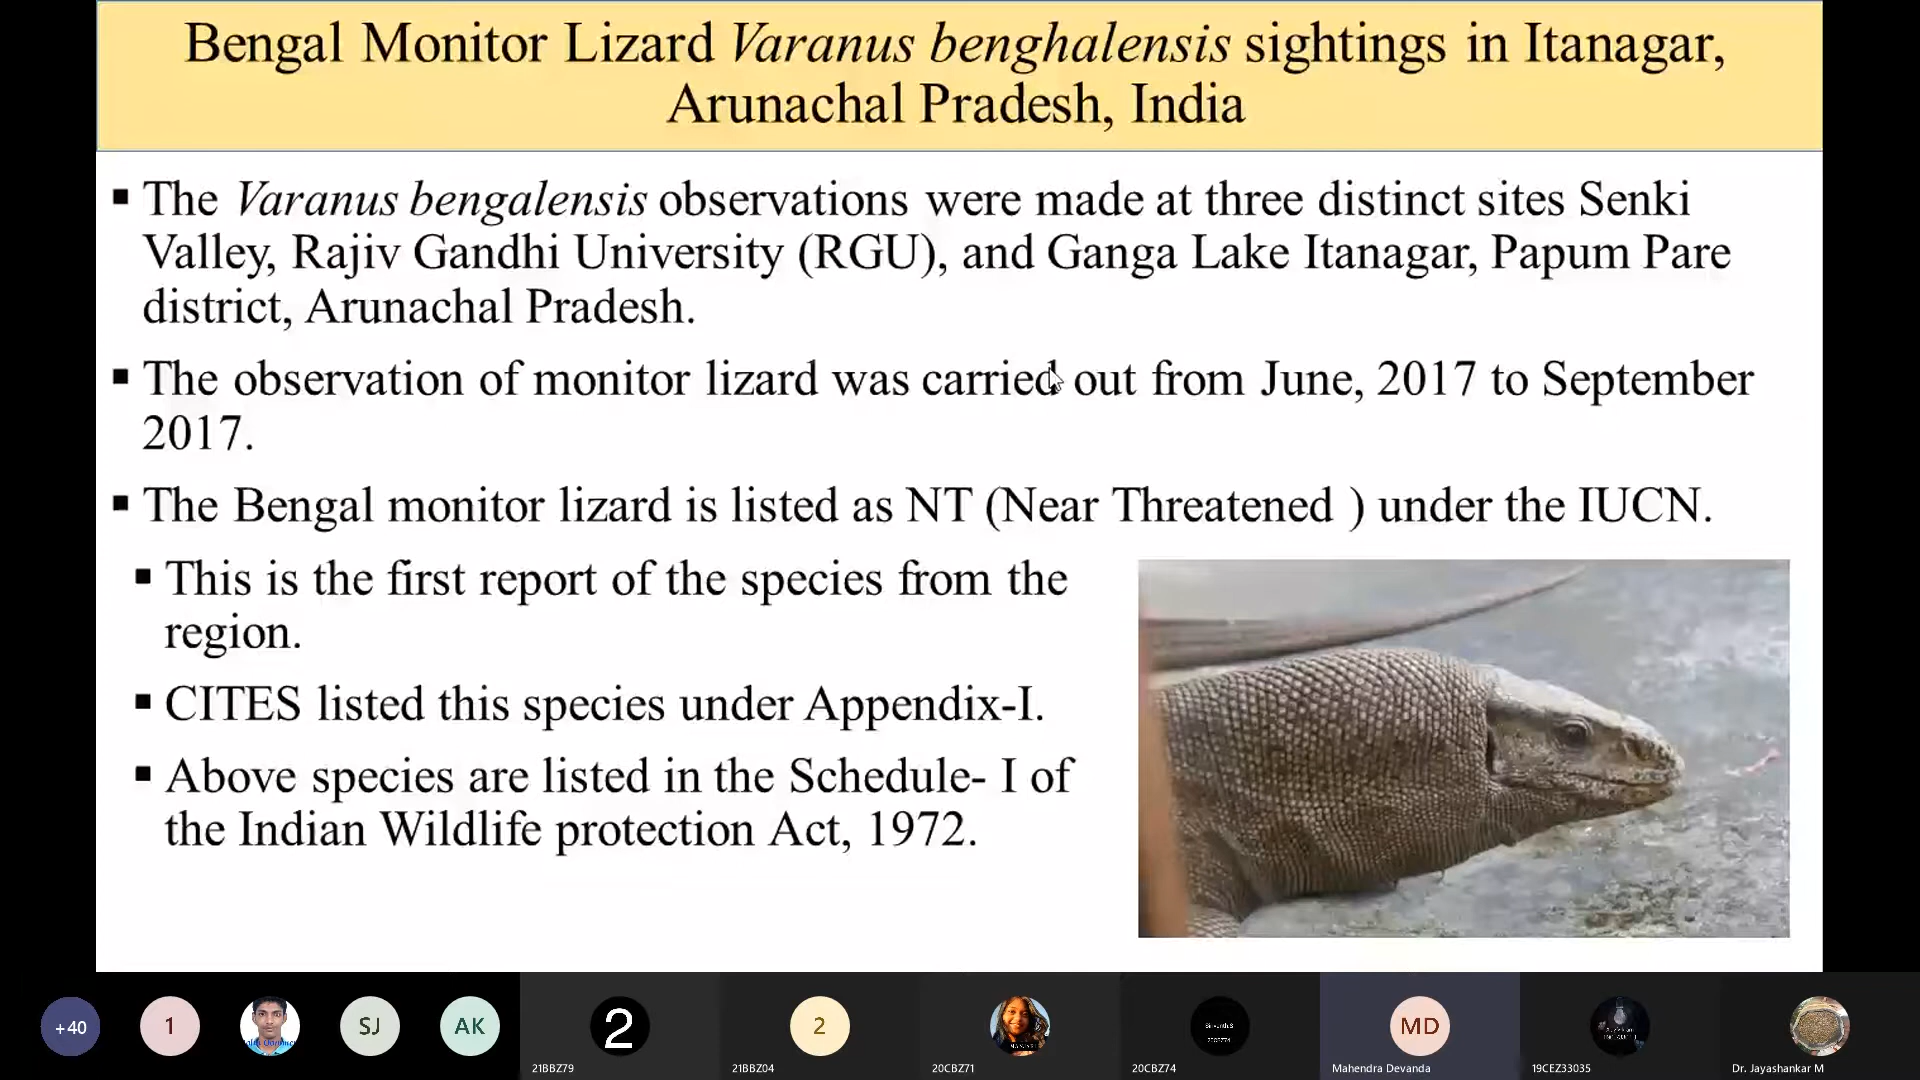 Bengal Monitor Lizard Varanus benghalensis sightings in Itanagar,
Arunachal Pradesh, India
▪ The Varanus bengalensis observations were made at three distinct sites Senki
Valley, Rajiv Gandhi University (RGU), and Ganga Lake Itanagar, Papum Pare
district, Arunachal Pradesh.
▪ The observation of monitor lizard was carried out from June, 2017 to September
2017.
▪ The Bengal monitor lizard is listed as NT (Near Threatened ) under the IUCN.
▪ This is the first report of the species from the
region.
▪ CITES listed this species under Appendix-I.
▪ Above species are listed in the Schedule- I of
the Indian Wildlife protection Act, 1972.
+40
1
SJ
AK
2
21BBZ79
2
21BBZ04
20CBZ71
20CBZ74
MD
Mahendra Devanda
19CEZ33035
Dr. Jayashankar M